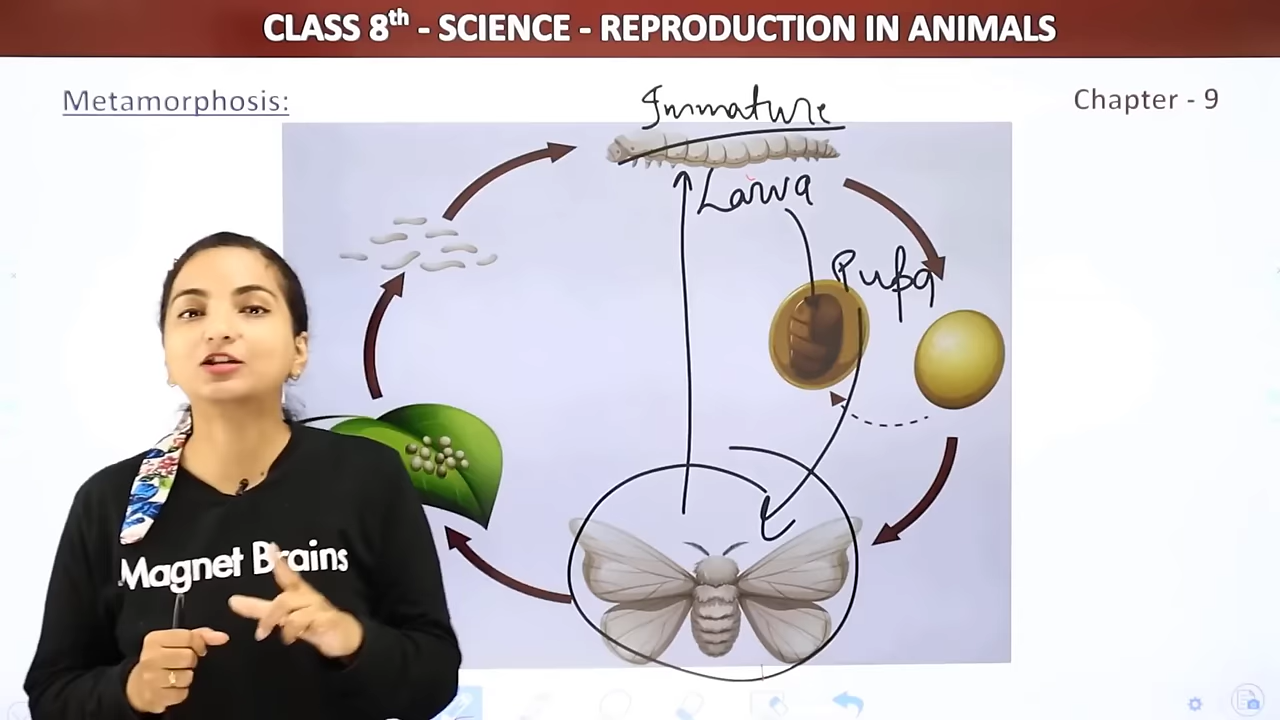 CLASS 8th - SCIENCE - REPRODUCTION IN ANIMALS
Metamorphosis:
Chapter - 9
Immature
Larva
Pupa
Magnet Brains